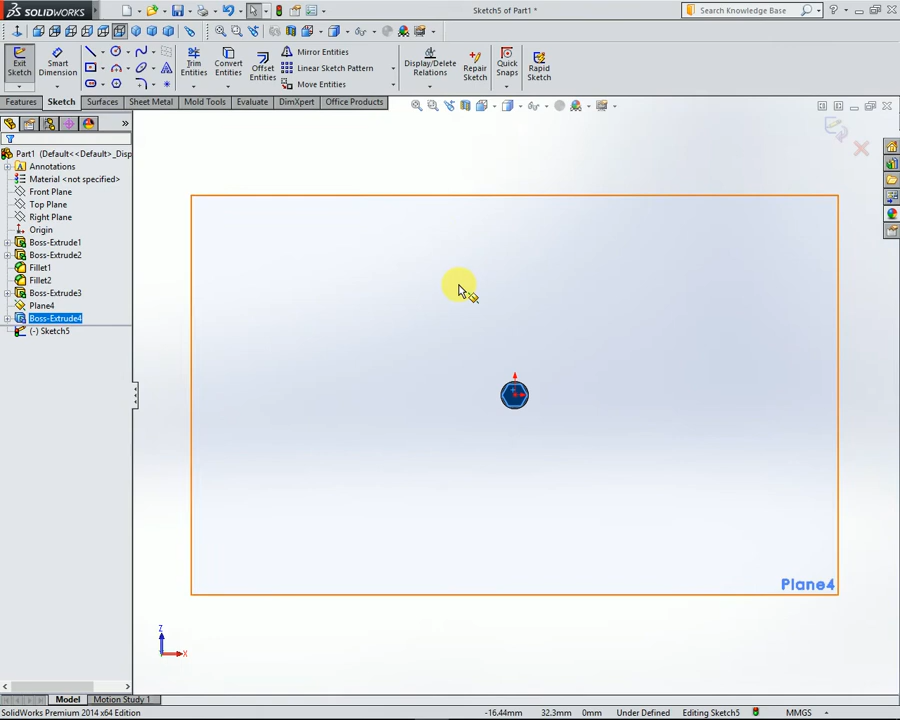 SOLIDWORKS
Sketch5 of Part1 *
Search Knowledge Base
Exit Sketch
Smart Dimension
Trim Entities
Convert Entities
Offset Entities
Mirror Entities
Linear Sketch Pattern
Move Entities
Display/Delete Relations
Repair Sketch
Quick Snaps
Rapid Sketch
Features
Sketch
Surfaces
Sheet Metal
Mold Tools
Evaluate
DimXpert
Office Products
Part1 (Default<<Default>_Disp
Annotations
Material <not specified>
Front Plane
Top Plane
Right Plane
Origin
Boss-Extrude1
Boss-Extrude2
Fillet1
Fillet2
Boss-Extrude3
Plane4
Boss-Extrude4
(-) Sketch5
Plane4
Z
X
Model
Motion Study 1
SolidWorks Premium 2014 x64 Edition
-16.44mm
32.3mm
0mm
Under Defined
Editing Sketch5
MMGS